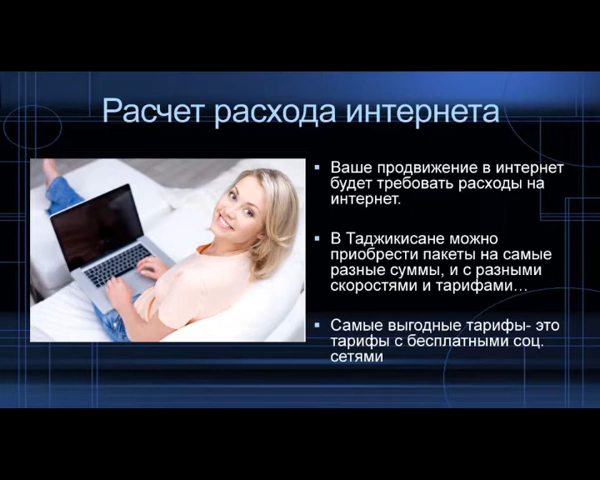 Расчет расхода интернета
Ваше продвижение в интернет
будет требовать расходы на
интернет.
В Таджикисане можно
приобрести пакеты на самые
разные суммы, и с разными
скоростями и тарифами…
Самые выгодные тарифы- это
тарифы с бесплатными соц.
сетями